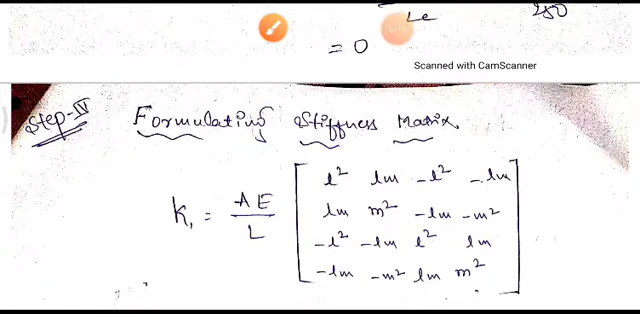 Le 250
= 0
Scanned with CamScanner
Step-IV Formulating Stiffness Matrix.
K₁ = AE/L [ l² lm -l² -lm
lm m² -lm -m²
-l² -lm l² lm
-lm -m² lm m² ]